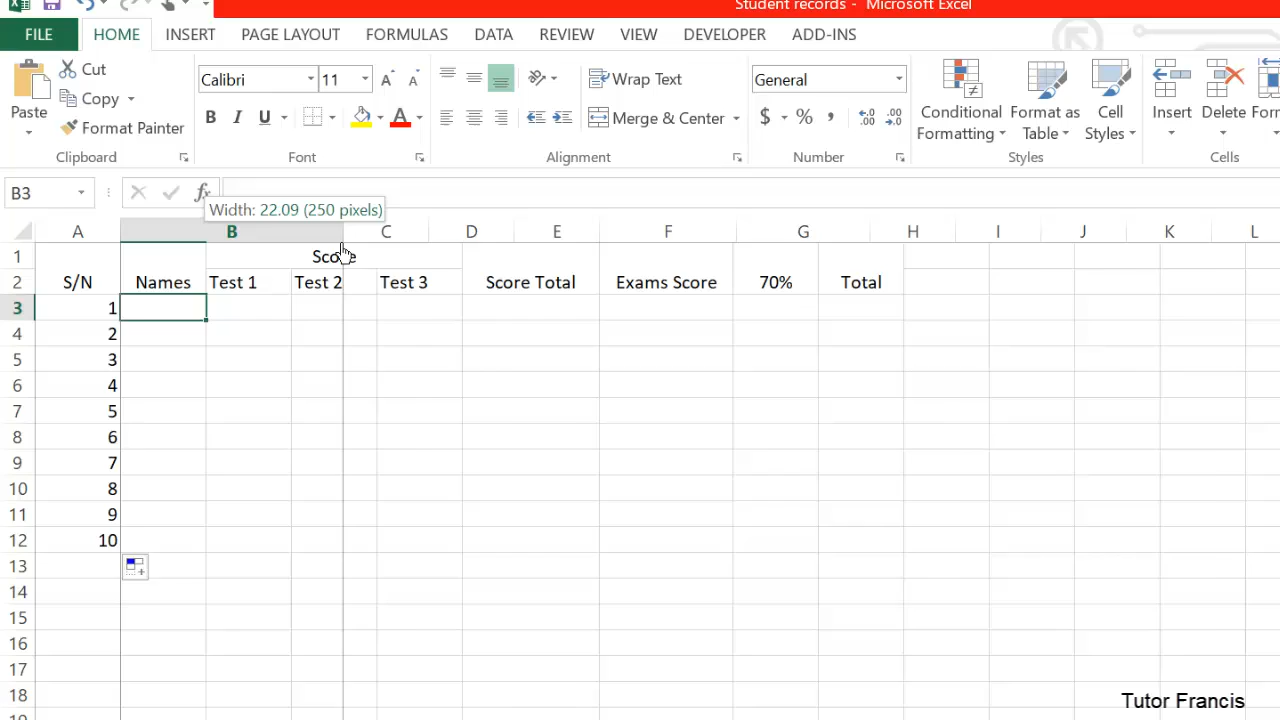 Student records - Microsoft Excel
FILE HOME INSERT PAGE LAYOUT FORMULAS DATA REVIEW VIEW DEVELOPER ADD-INS
Paste
Cut
Copy
Format Painter
Clipboard
Calibri 11
B I U A
Font
Wrap Text
Merge & Center
Alignment
General
$ % ,
Number
Conditional Formatting
Format as Table
Cell Styles
Styles
Insert Delete
Cells
B3
fx
Width: 22.09 (250 pixels)
A B C D E F G H I J K L
1 Score
2 S/N Names Test 1 Test 2 Test 3 Score Total Exams Score 70% Total
3 1
4 2
5 3
6 4
7 5
8 6
9 7
10 8
11 9
12 10
13
14
15
16
17
18
Tutor Francis